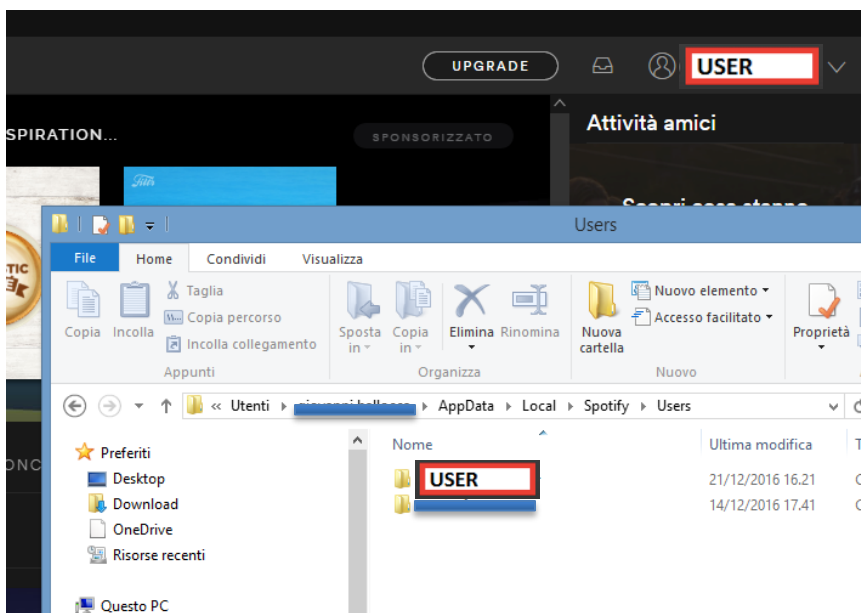 UPGRADE
USER
SPIRATION...
SPONSORIZZATO
Attività amici
TIC
ONC
Users
File
Home
Condividi
Visualizza
Copia
Incolla
Taglia
Copia percorso
Incolla collegamento
Appunti
Sposta in
Copia in
Elimina
Rinomina
Organizza
Nuova cartella
Nuovo elemento
Accesso facilitato
Nuovo
Proprietà
« Utenti
AppData
Local
Spotify
Users
Preferiti
Desktop
Download
OneDrive
Risorse recenti
Questo PC
Nome
Ultima modifica
T
USER
21/12/2016 16.21
C
14/12/2016 17.41
C